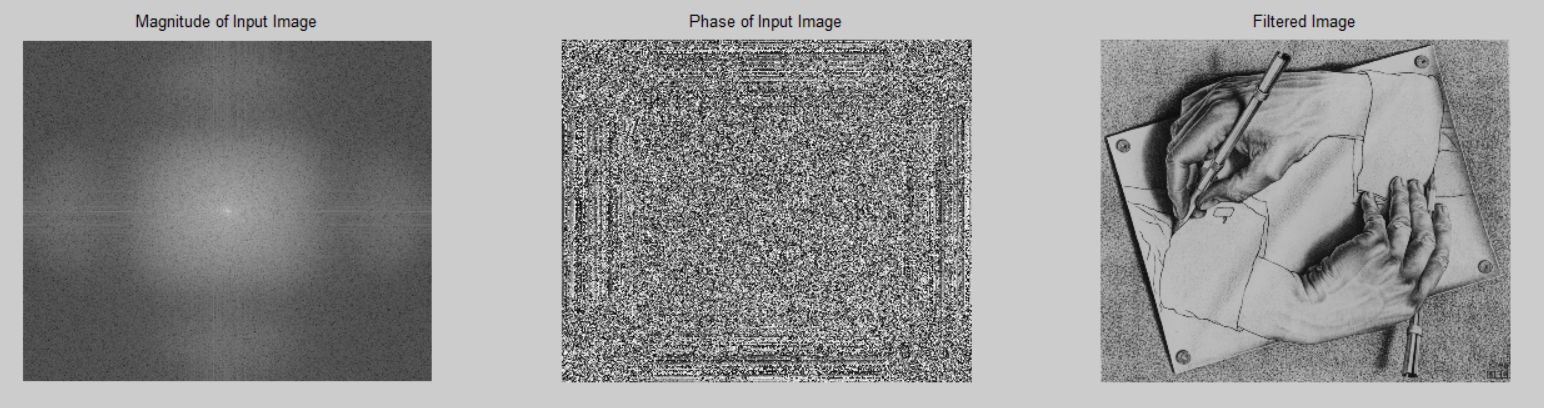 Magnitude of Input Image
Phase of Input Image
Filtered Image